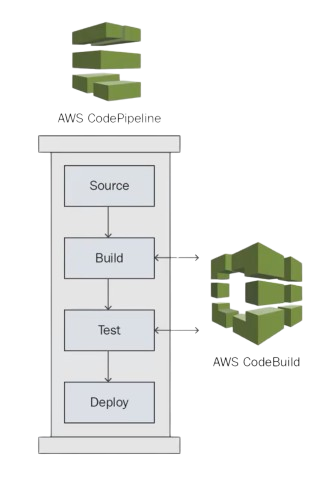 AWS CodePipeline
Source
Build
Test
AWS CodeBuild
Deploy